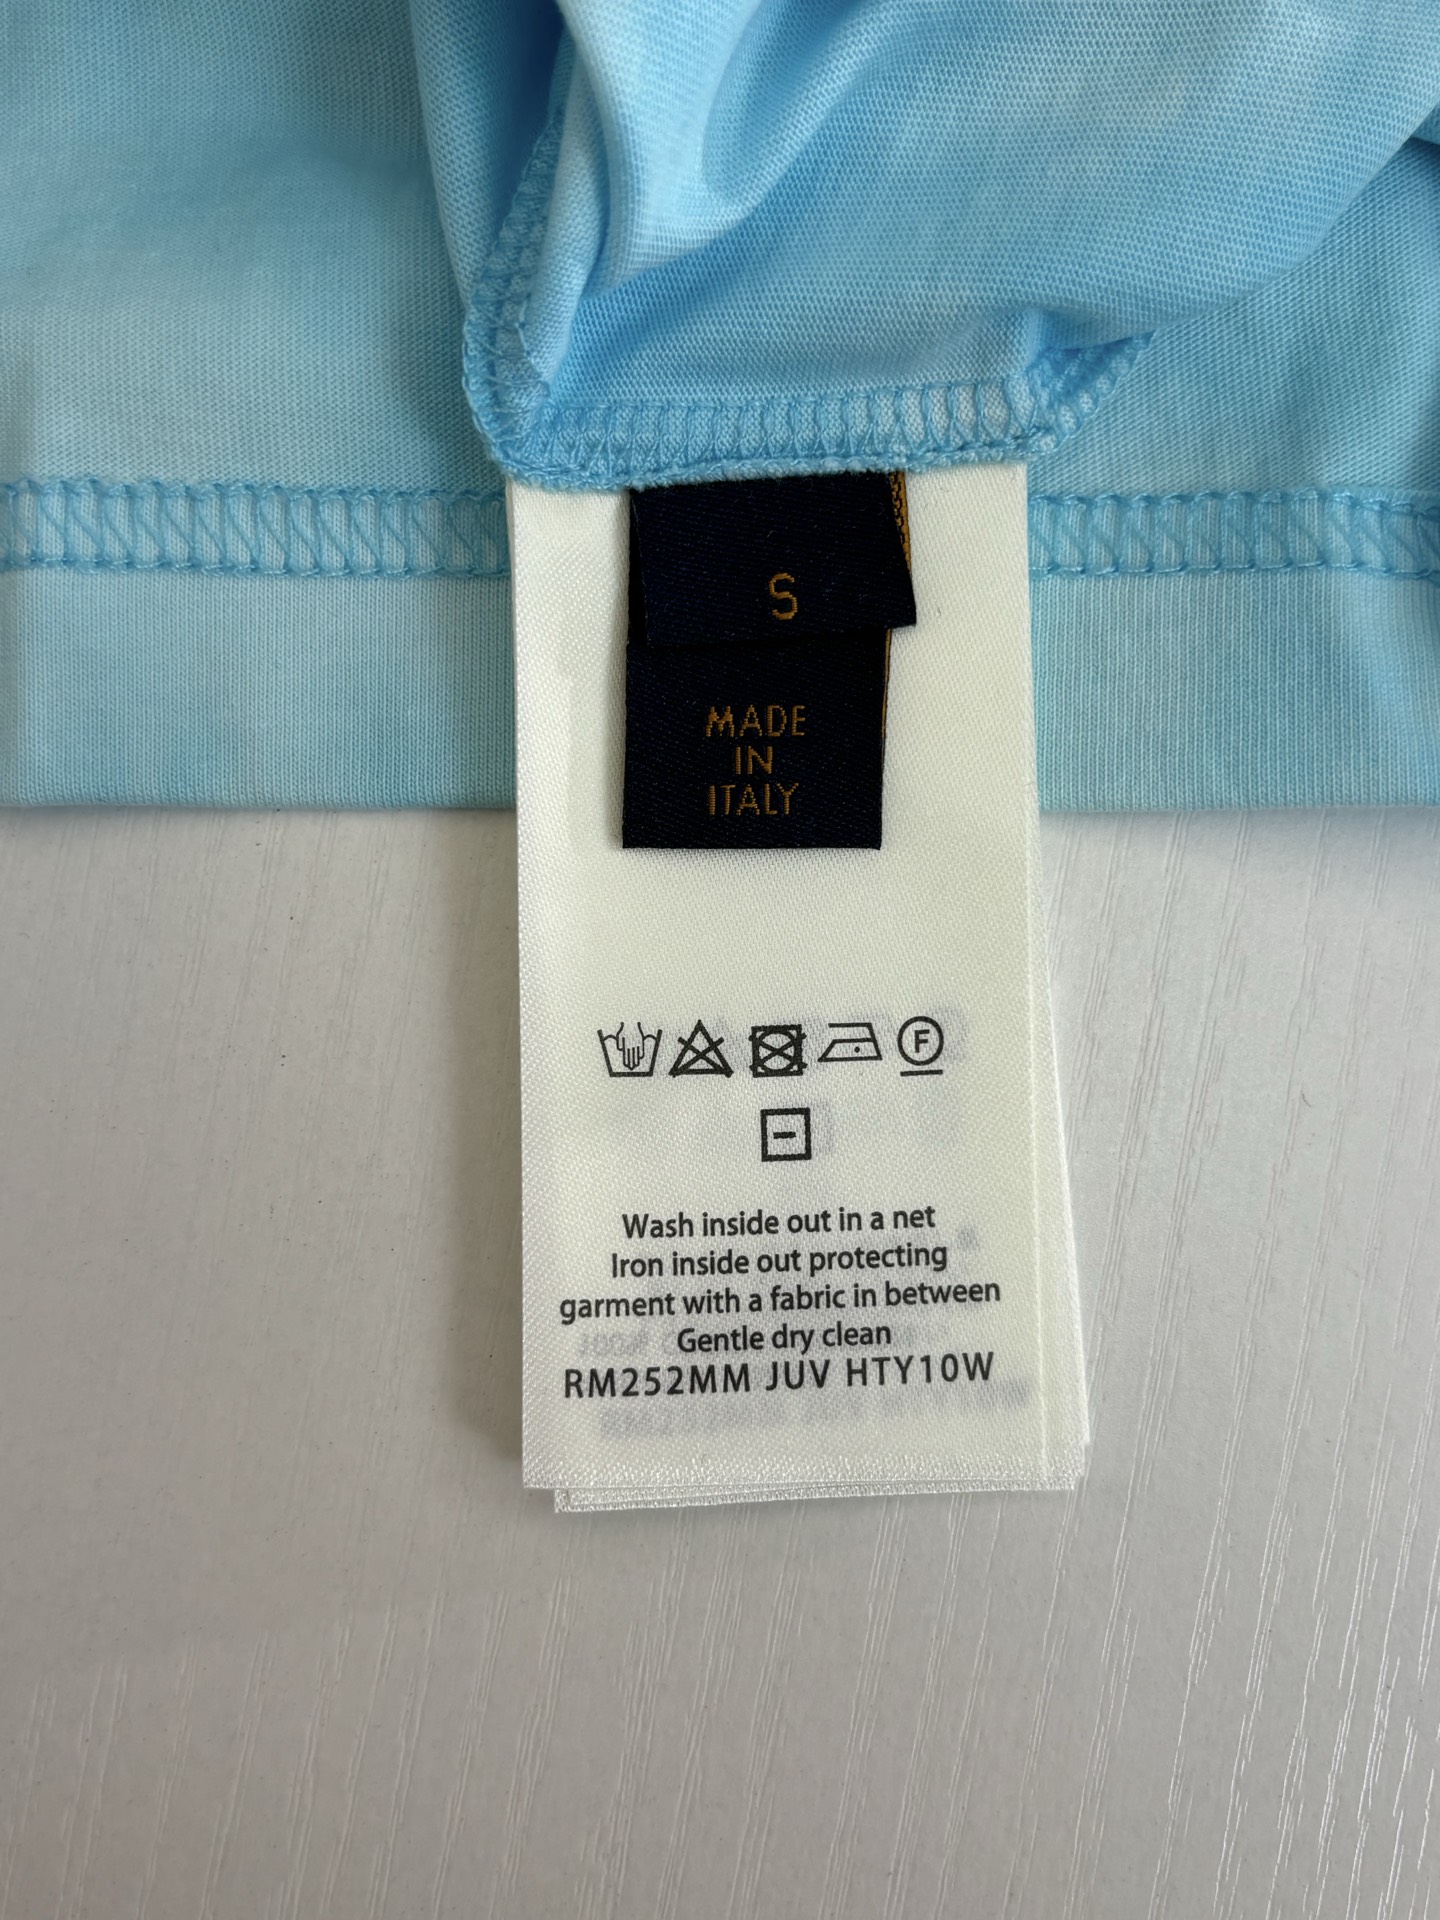 S
MADE
IN
ITALY
F
Wash inside out in a net
Iron inside out protecting
garment with a fabric in between
Gentle dry clean
RM252MM JUV HTY10W